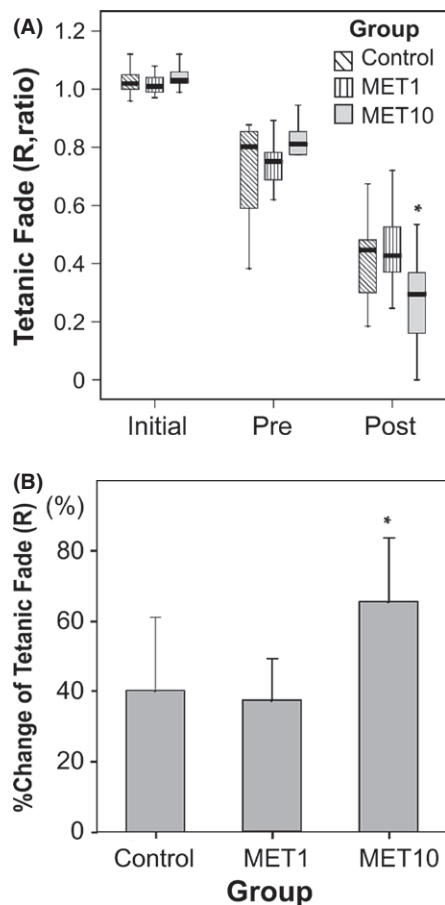 (A)
Tetanic Fade (R,ratio)
1.2
1.0
0.8
0.6
0.4
0.2
0
Group
Control
MET1
MET10
*
Initial Pre Post
(B)
(%)
%Change of Tetanic Fade (R)
80
60
40
20
0
*
Control MET1 MET10
Group